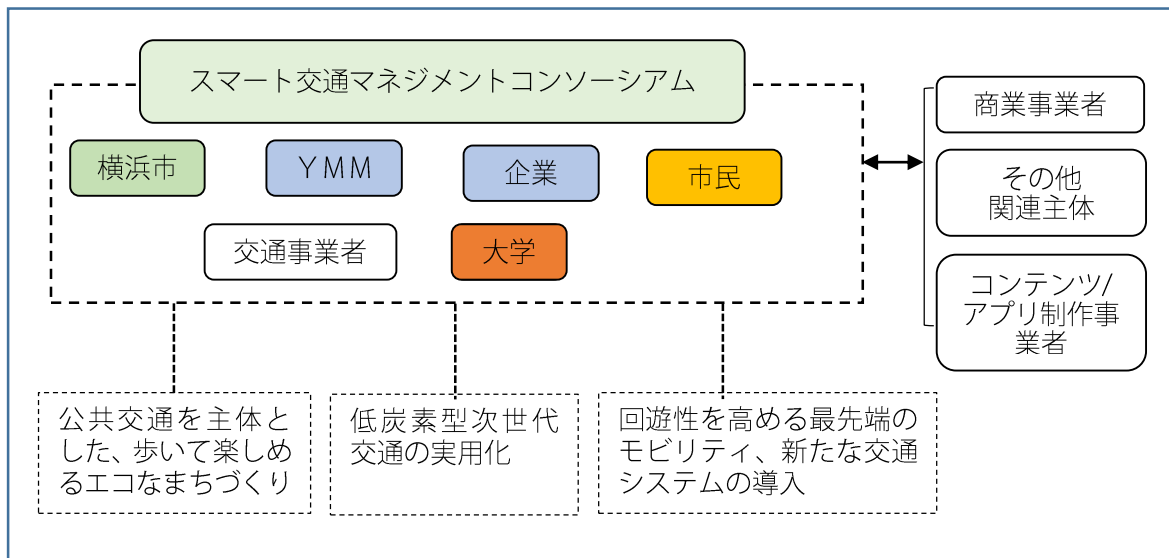 スマート交通マネジメントコンソーシアム
横浜市
YMM
企業
市民
交通事業者
大学
商業事業者
その他
関連主体
コンテンツ/
アプリ制作事
業者
公共交通を主体と
した、歩いて楽しめ
るエコなまちづくり
低炭素型次世代
交通の実用化
回遊性を高める最先端の
モビリティ、新たな交通
システムの導入